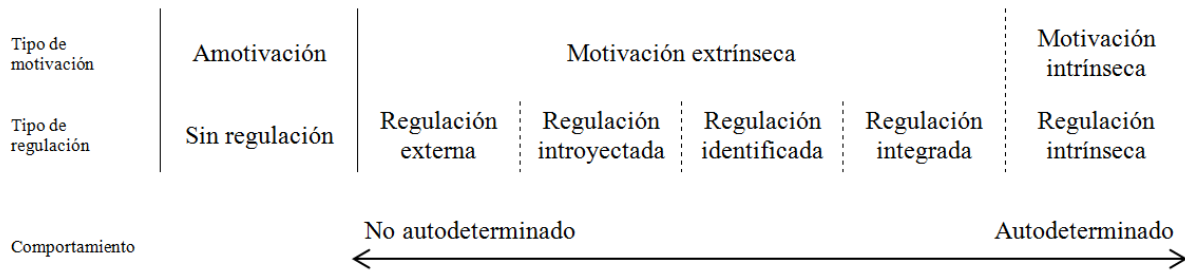 Tipo de
motivación
Amotivación
Motivación extrínseca
Motivación
intrínseca
Tipo de
regulación
Sin regulación
Regulación
externa
Regulación
introyectada
Regulación
identificada
Regulación
integrada
Regulación
intrínseca
Comportamiento
No autodeterminado
Autodeterminado